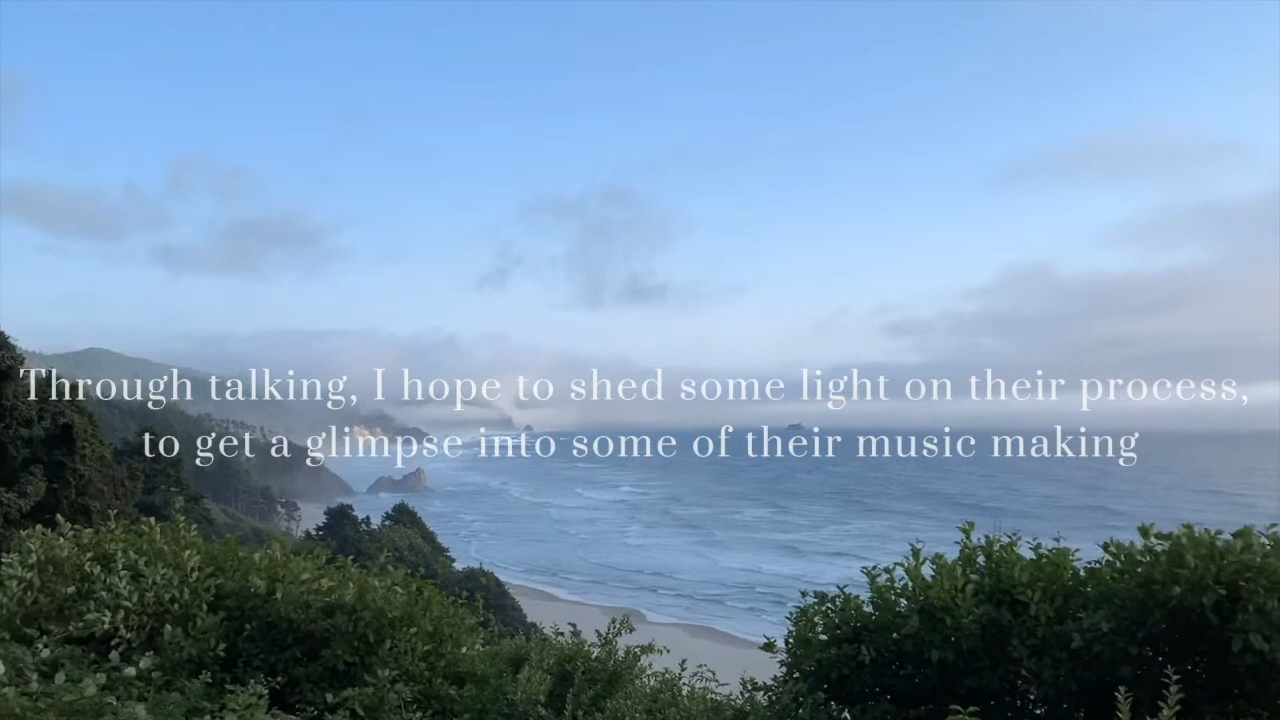 Through talking, I hope to shed some light on their process,
to get a glimpse into some of their music making